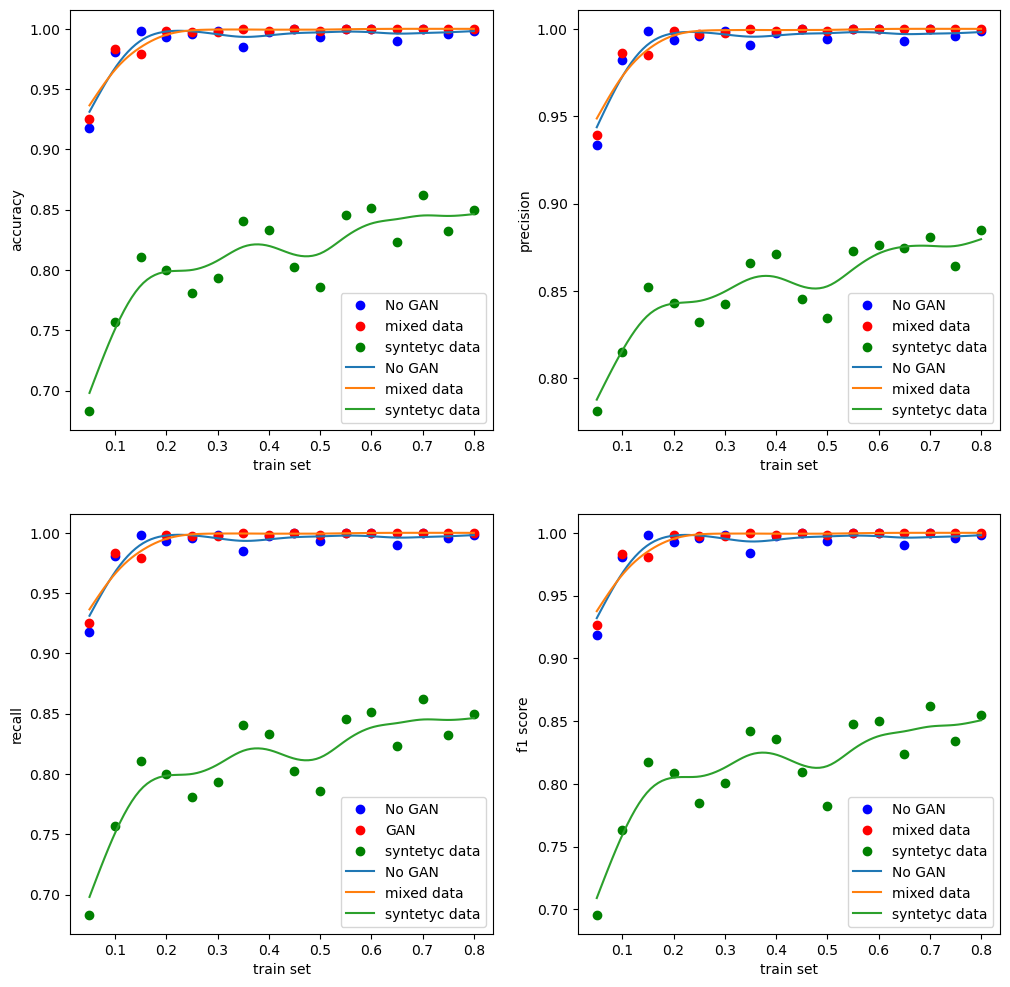 1.00
0.95
0.90
0.85
0.80
0.75
0.70
accuracy
No GAN
mixed data
syntetyc data
No GAN
mixed data
syntetyc data
0.1 0.2 0.3 0.4 0.5 0.6 0.7 0.8
train set
1.00
0.95
0.90
0.85
0.80
precision
No GAN
mixed data
syntetyc data
No GAN
mixed data
syntetyc data
0.1 0.2 0.3 0.4 0.5 0.6 0.7 0.8
train set
1.00
0.95
0.90
0.85
0.80
0.75
0.70
recall
No GAN
GAN
syntetyc data
No GAN
mixed data
syntetyc data
0.1 0.2 0.3 0.4 0.5 0.6 0.7 0.8
train set
1.00
0.95
0.90
0.85
0.80
0.75
0.70
f1 score
No GAN
mixed data
syntetyc data
No GAN
mixed data
syntetyc data
0.1 0.2 0.3 0.4 0.5 0.6 0.7 0.8
train set